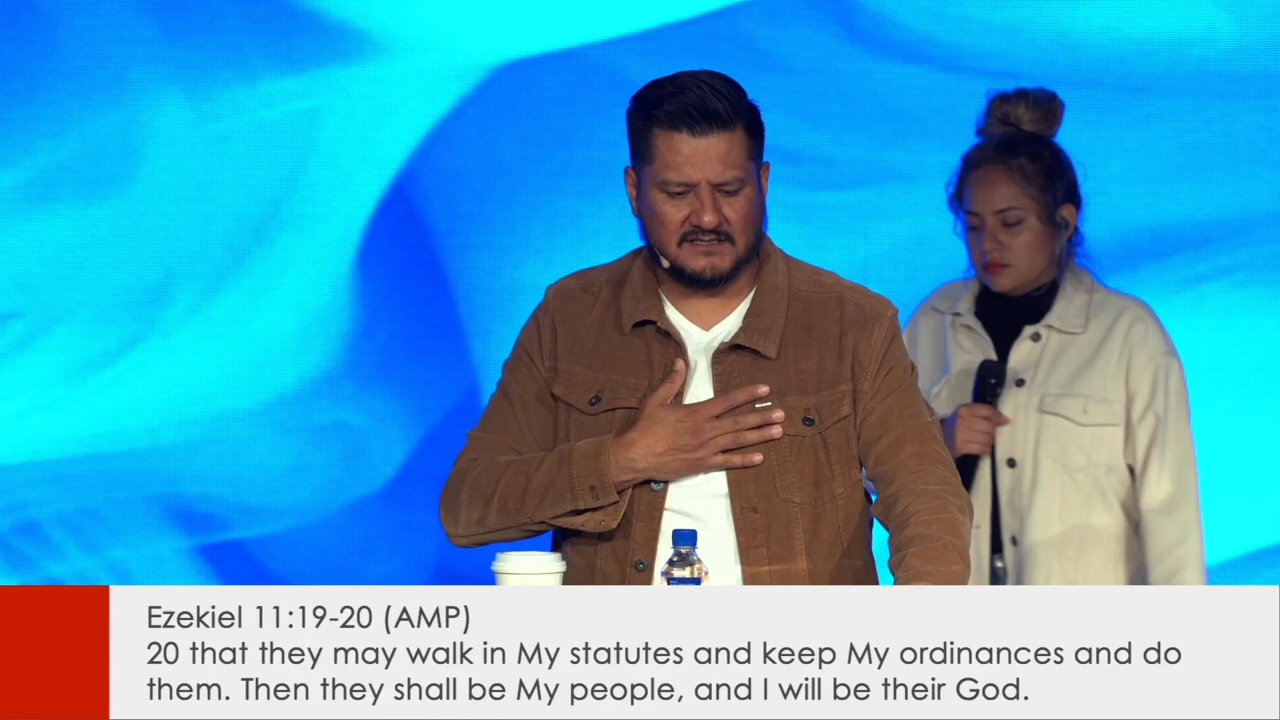 Ezekiel 11:19-20 (AMP)
20 that they may walk in My statutes and keep My ordinances and do
them. Then they shall be My people, and I will be their God.